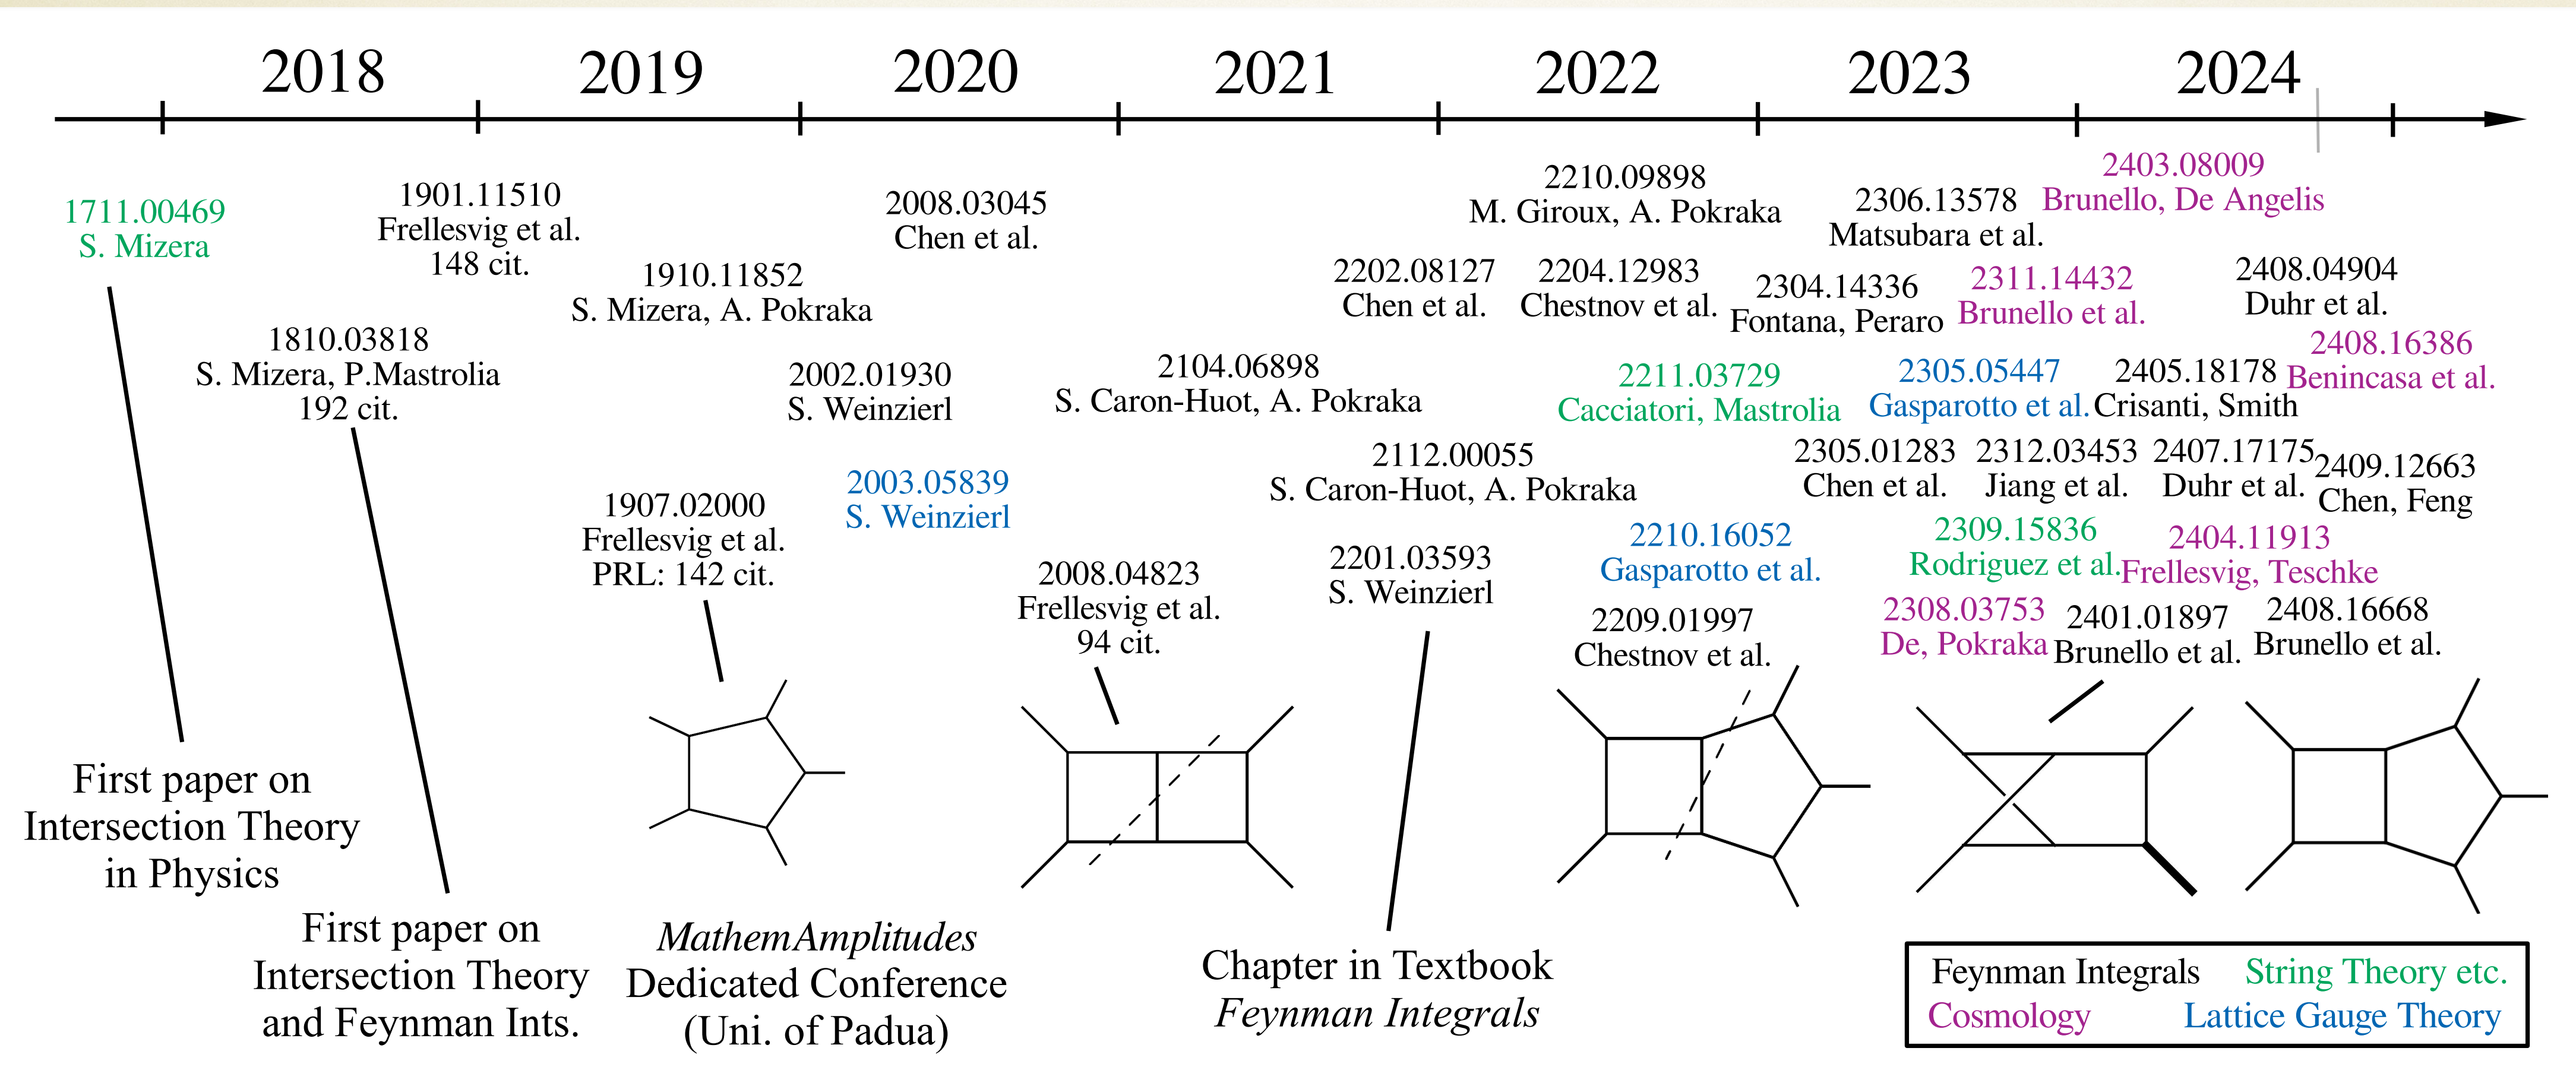 2018 2019 2020 2021 2022 2023 2024
1711.00469
S. Mizera
1810.03818
S. Mizera, P.Mastrolia
192 cit.
1901.11510
Frellesvig et al.
148 cit.
1910.11852
S. Mizera, A. Pokraka
1907.02000
Frellesvig et al.
PRL: 142 cit.
2008.03045
Chen et al.
2002.01930
S. Weinzierl
2003.05839
S. Weinzierl
2008.04823
Frellesvig et al.
94 cit.
2104.06898
S. Caron-Huot, A. Pokraka
2112.00055
S. Caron-Huot, A. Pokraka
2202.08127
Chen et al.
2201.03593
S. Weinzierl
2210.09898
M. Giroux, A. Pokraka
2204.12983
Chestnov et al.
2211.03729
Cacciatori, Mastrolia
2210.16052
Gasparotto et al.
2209.01997
Chestnov et al.
2306.13578
Matsubara et al.
2304.14336
Fontana, Peraro
2311.14432
Brunello et al.
2305.05447
Gasparotto et al.
2305.01283
Chen et al.
2312.03453
Jiang et al.
2309.15836
Rodriguez et al.
2308.03753
De, Pokraka
2403.08009
Brunello, De Angelis
2408.04904
Duhr et al.
2408.16386
Benincasa et al.
2405.18178
Crisanti, Smith
2407.17175
Duhr et al.
2409.12663
Chen, Feng
2404.11913
Frellesvig, Teschke
2401.01897
Brunello et al.
2408.16668
Brunello et al.
First paper on
Intersection Theory
in Physics
First paper on
Intersection Theory
and Feynman Ints.
MathemAmplitudes
Dedicated Conference
(Uni. of Padua)
Chapter in Textbook
Feynman Integrals
Feynman Integrals String Theory etc.
Cosmology Lattice Gauge Theory